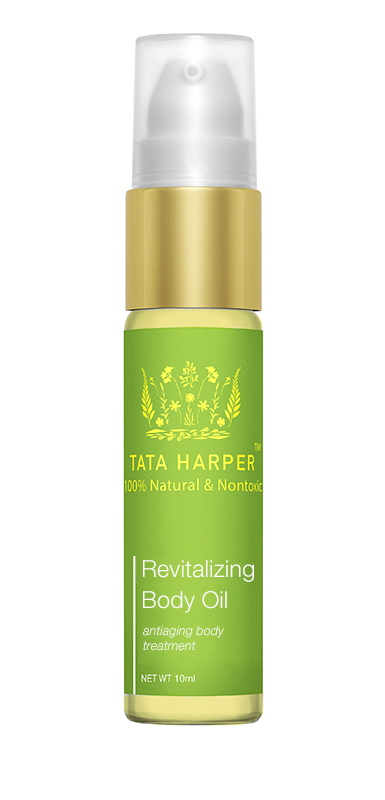 TATA HARPER™
100% Natural & Nontoxic
Revitalizing
Body Oil
antiaging body
treatment
NET WT 10ml